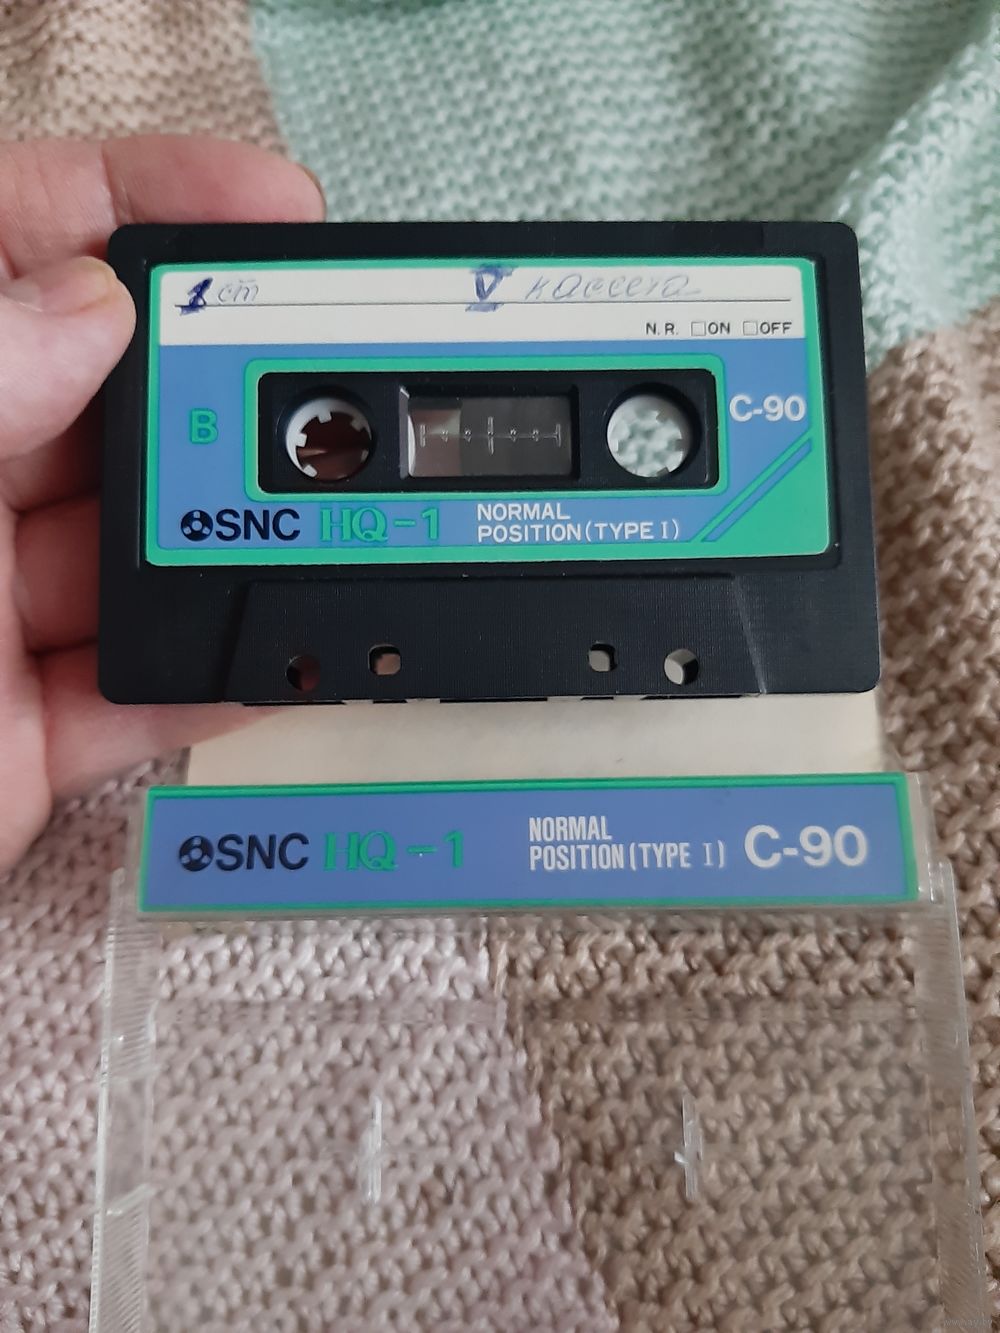 1 ст V кассета
N.R. ☐ON ☐OFF
B
C-90
SNC HQ-1 NORMAL
POSITION (TYPE I)
SNC HQ-1 NORMAL
POSITION (TYPE I) C-90